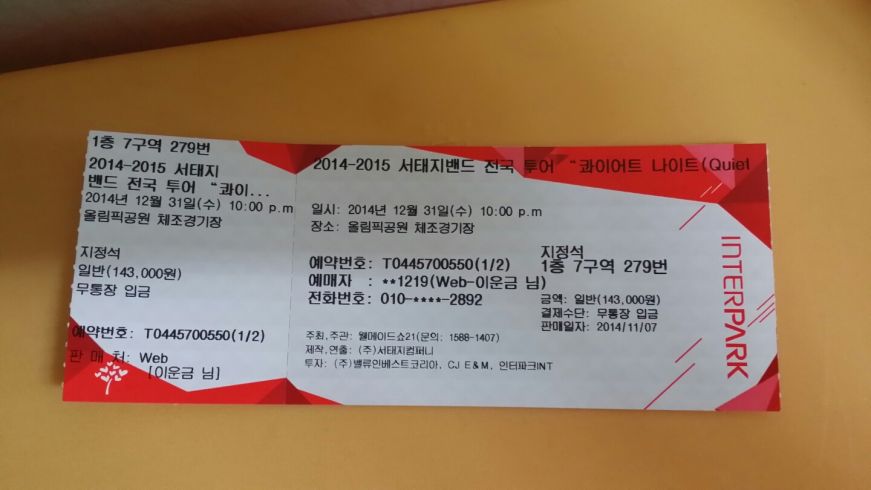 1층 7구역 279번
2014-2015 서태지
밴드 전국 투어 "콰이...
2014년 12월 31일(수) 10:00 p.m
올림픽공원 체조경기장
지정석
일반(143,000원)
무통장 입금
예약번호: T0445700550(1/2)
판 매 처: Web
[이운금 님]
2014-2015 서태지밴드 전국 투어 "콰이어트 나이트(Quiet
일시: 2014년 12월 31일(수) 10:00 p.m
장소: 올림픽공원 체조경기장
예약번호: T0445700550(1/2)
예매자 : **1219(Web-이운금 님)
전화번호: 010-****-2892
지정석
1층 7구역 279번
금액: 일반(143,000원)
결제수단: 무통장 입금
판매일자: 2014/11/07
주최,주관: 웰메이드쇼21(문의: 1588-1407)
제작,연출: (주)서태지컴퍼니
투자: (주)밸류인베스트코리아, CJ E&M, 인터파크INT
INTERPARK